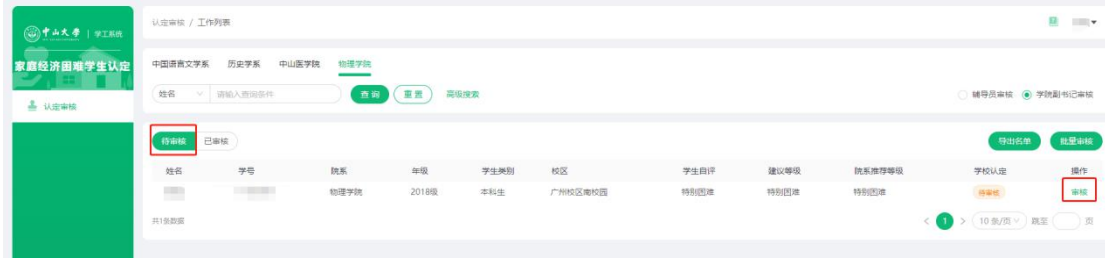 中山大学 | 学工系统
家庭经济困难学生认定
认定审核
认定审核 / 工作列表
中国语言文学系 历史学系 中山医学院 物理学院
姓名 请输入查询条件 查询 重置 高级搜索 辅导员审核 学院副书记审核
待审核 已审核 导出名单 批量审核
姓名 学号 院系 年级 学生类别 校区 学生自评 建议等级 院系推荐等级 学校认定 操作
物理学院 2018级 本科生 广州校区南校园 特别困难 特别困难 特别困难 待审核 审核
共1条数据 < 1 > 10 条/页 跳至 页